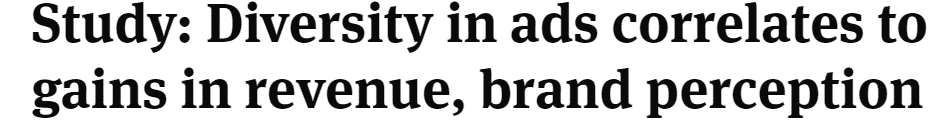 Study: Diversity in ads correlates to
gains in revenue, brand perception